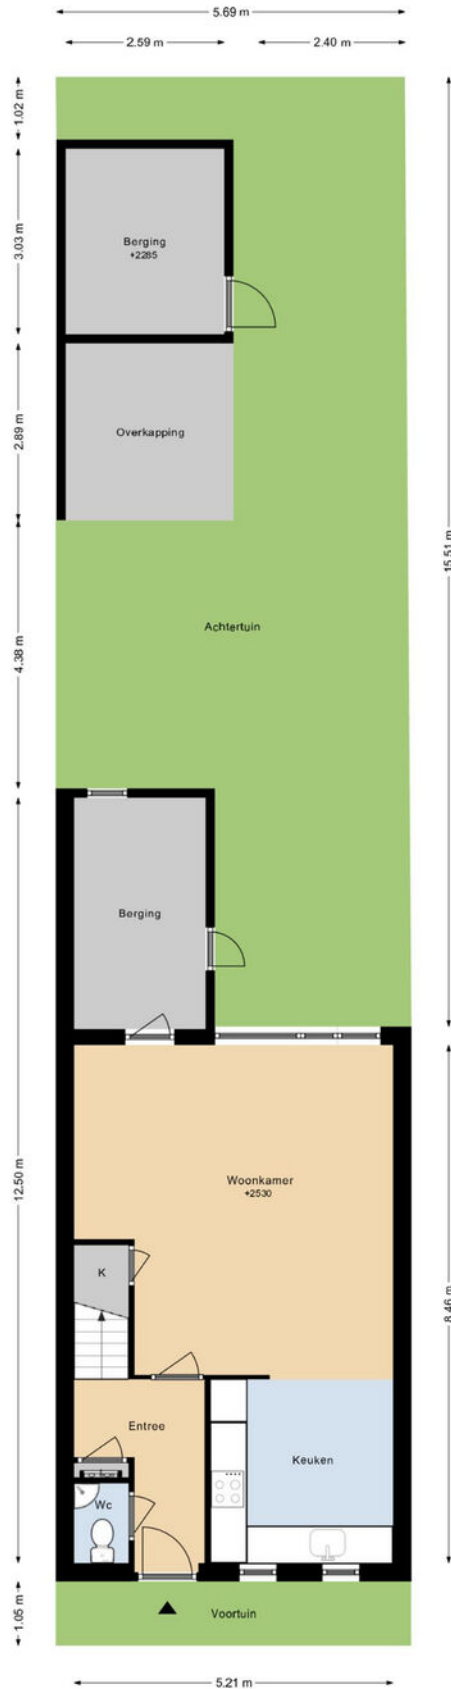 5.69 m
2.59 m
2.40 m
1.02 m
3.03 m
Berging
+2285
2.89 m
Overkapping
15.51 m
4.38 m
Achtertuin
Berging
12.50 m
Woonkamer
+2530
8.46 m
K
Entree
Keuken
Wc
1.05 m
Voortuin
5.21 m